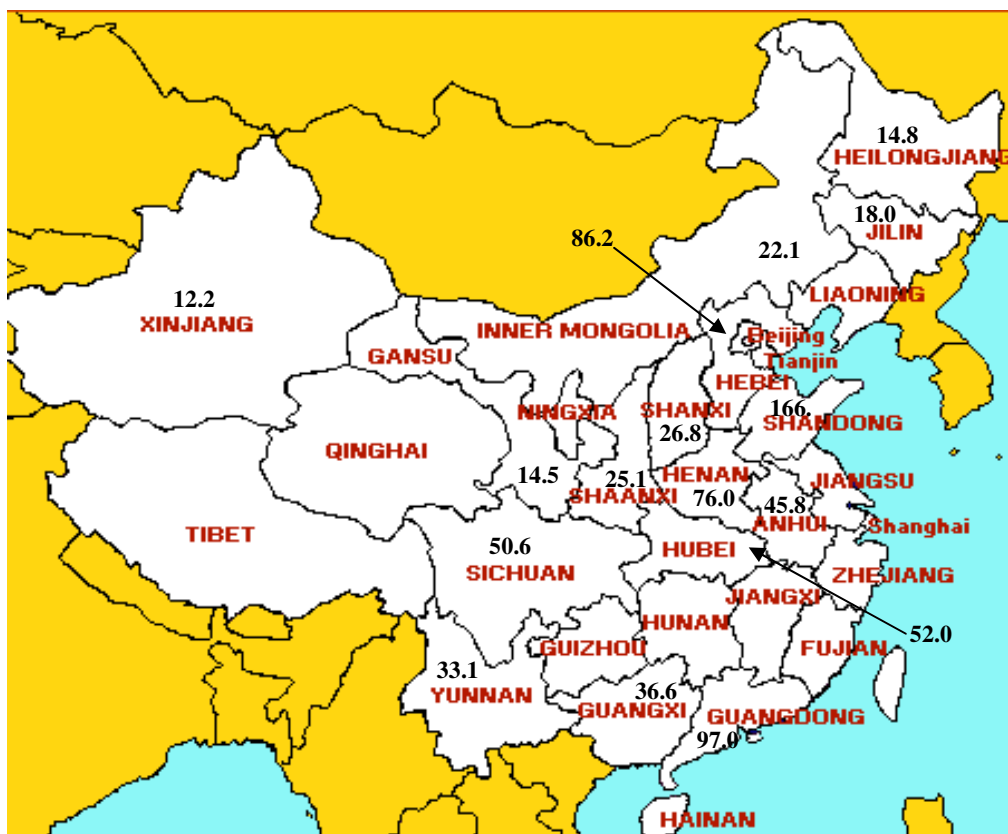 14.8
HEILONGJIANG
18.0
JILIN
86.2
22.1
LIAONING
12.2
XINJIANG
INNER MONGOLIA
Beijing
GANSU
Tianjin
HEBEI
NINGXIA
SHANXI
166.
SHANDONG
26.8
QINGHAI
14.5
25.1
SHAANXI
HENAN
76.0
JIANGSU
45.8
ANHUI
Shanghai
TIBET
50.6
SICHUAN
HUBEI
ZHEJIANG
JIANGXI
HUNAN
52.0
GUIZHOU
FUJIAN
33.1
YUNNAN
36.6
GUANGXI
GUANGDONG
97.0
HAINAN